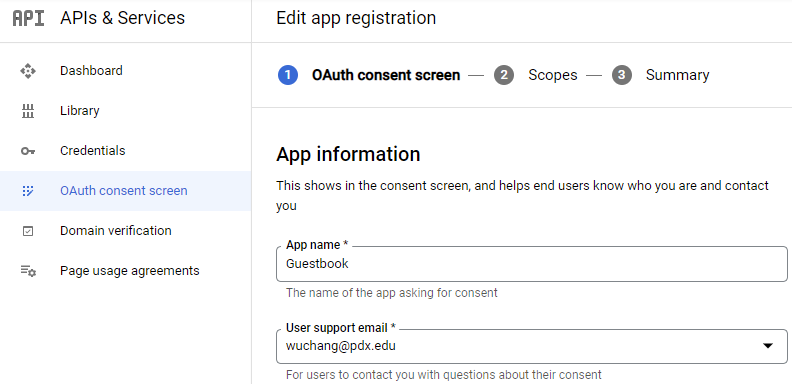 API APIs & Services
Dashboard
Library
Credentials
OAuth consent screen
Domain verification
Page usage agreements
Edit app registration
1 OAuth consent screen 2 Scopes 3 Summary
App information
This shows in the consent screen, and helps end users know who you are and contact
you
App name *
Guestbook
The name of the app asking for consent
User support email *
wuchang@pdx.edu
For users to contact you with questions about their consent